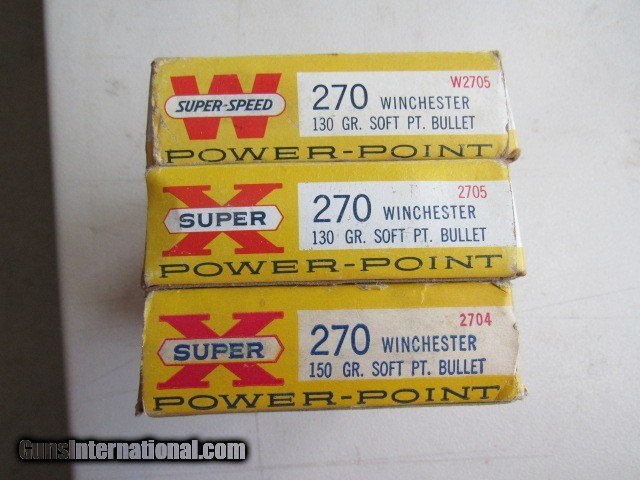 W2705
SUPER-SPEED
270 WINCHESTER
130 GR. SOFT PT. BULLET
POWER-POINT
2705
X
SUPER
270 WINCHESTER
130 GR. SOFT PT. BULLET
POWER-POINT
2704
X
SUPER
270 WINCHESTER
150 GR. SOFT PT. BULLET
POWER-POINT
GunsInternational.com